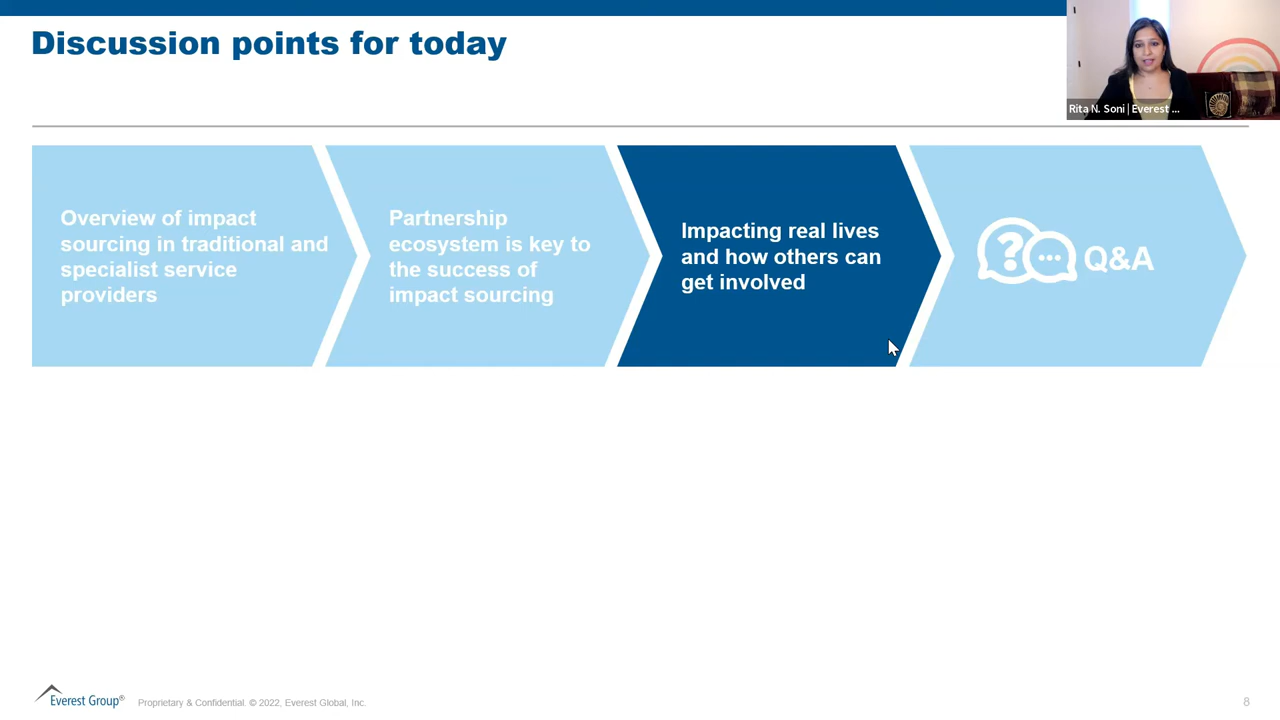 Discussion points for today
Rita N. Soni | Everest ...
Overview of impact
sourcing in traditional and
specialist service
providers
Partnership
ecosystem is key to
the success of
impact sourcing
Impacting real lives
and how others can
get involved
?
Q&A
Everest Group®
Proprietary & Confidential. © 2022, Everest Global, Inc.
8